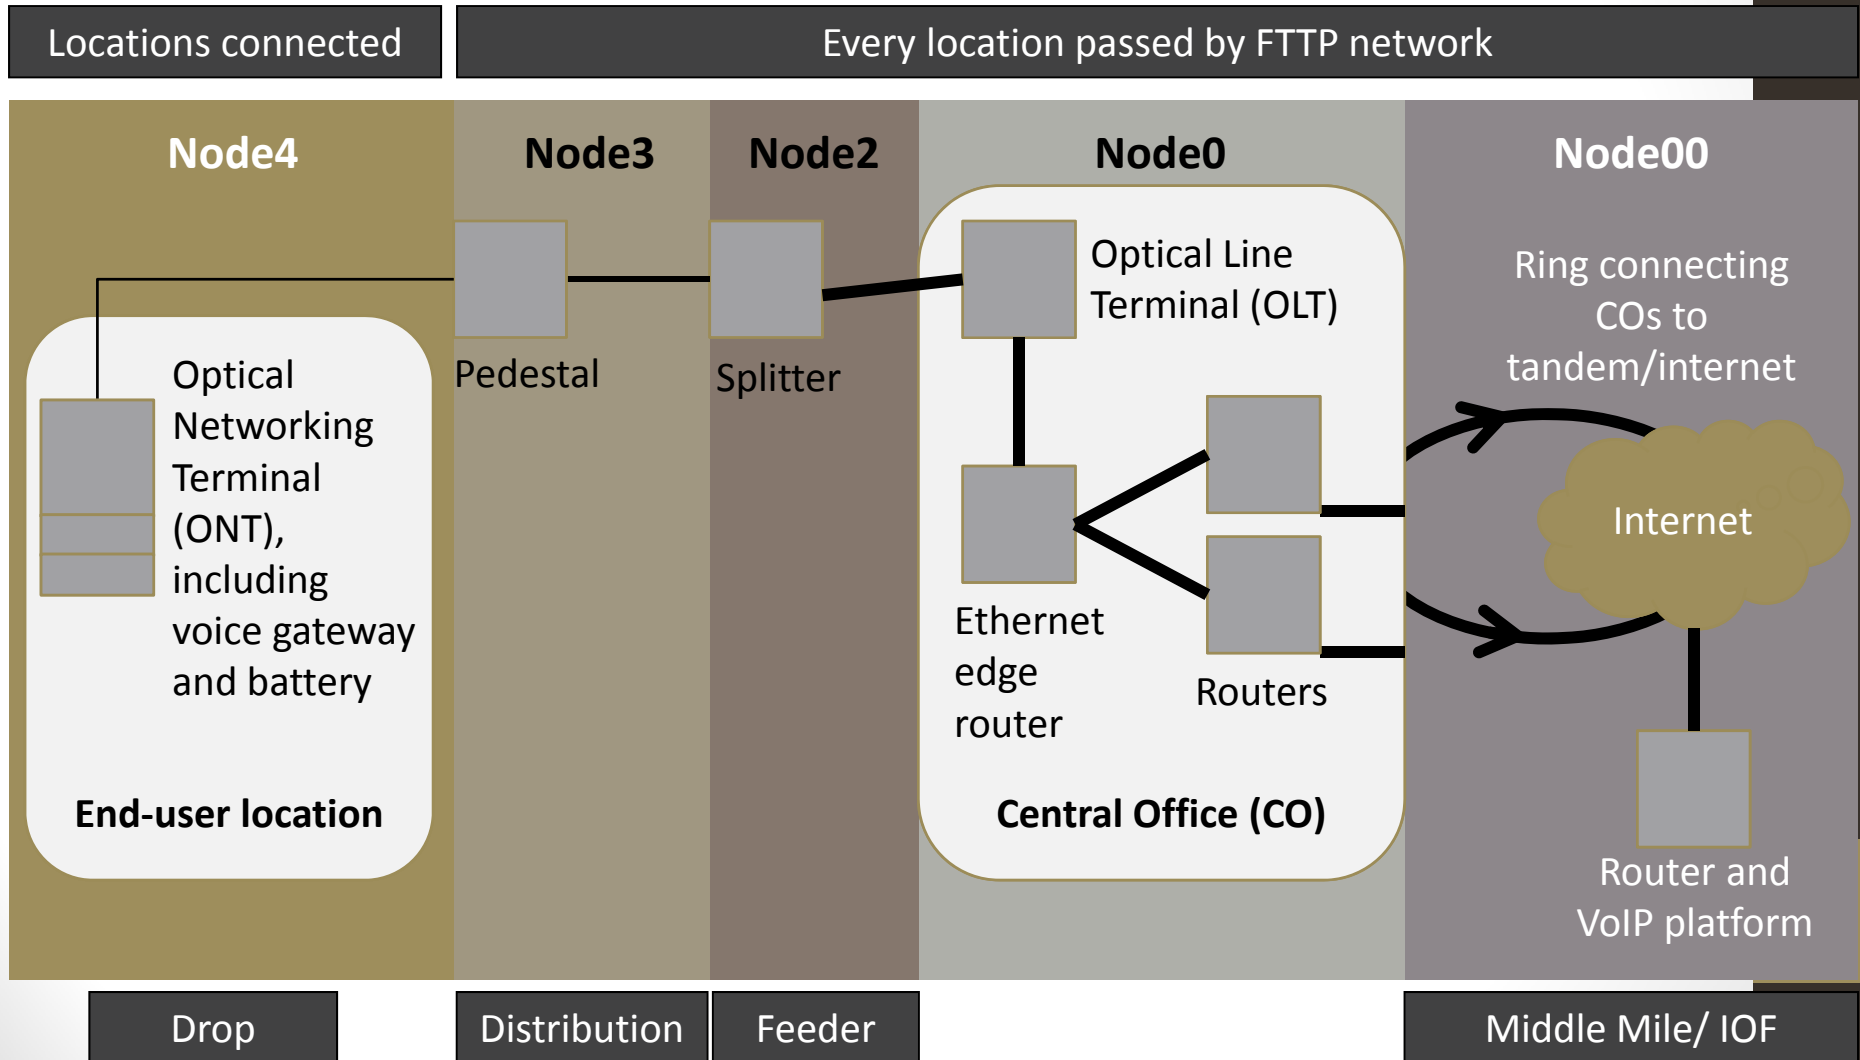 Locations connected
Every location passed by FTTP network
Node4
Node3
Node2
Node0
Node00
Optical
Networking
Terminal
(ONT),
including
voice gateway
and battery
End-user location
Pedestal
Splitter
Optical Line
Terminal (OLT)
Ethernet
edge
router
Routers
Central Office (CO)
Ring connecting
COs to
tandem/internet
Internet
Router and
VoIP platform
Drop
Distribution
Feeder
Middle Mile/ IOF